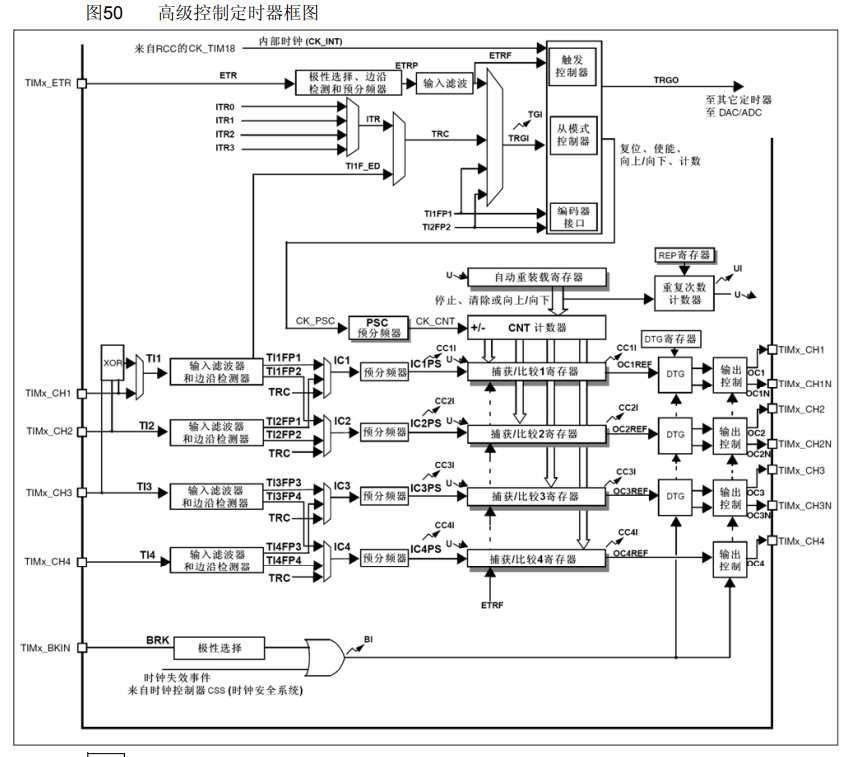 图50 高级控制定时器框图
内部时钟 (CK_INT)
来自RCC的CK_TIM18
触发
控制器
TRGO
至其它定时器
至 DAC/ADC
TIMx_ETR
ETR
极性选择、边沿
检测和预分频器
ETRP
输入滤波
ETRF
ITR0
ITR1
ITR2
ITR3
ITR
TRC
TI1F_ED
TGI
TRGI
从模式
控制器
复位、使能、
向上/向下、计数
TI1FP1
TI2FP2
编码器
接口
REP寄存器
U
自动重装载寄存器
停止、清除或向上/向下
重复次数
计数器
UI
U
CK_PSC
PSC
预分频器
CK_CNT
+/-
CNT 计数器
DTG寄存器
XOR
TI1
TIMx_CH1
输入滤波器
和边沿检测器
TI1FP1
TI1FP2
TRC
IC1
预分频器
IC1PS
CC1I
U
捕获/比较1寄存器
CC1I
OC1REF
DTG
输出
控制
OC1
OC1N
TIMx_CH1
TIMx_CH1N
TIMx_CH2
TI2
输入滤波器
和边沿检测器
TI2FP1
TI2FP2
TRC
IC2
预分频器
IC2PS
CC2I
U
捕获/比较2寄存器
CC2I
OC2REF
DTG
输出
控制
OC2
OC2N
TIMx_CH2
TIMx_CH2N
TIMx_CH3
TI3
输入滤波器
和边沿检测器
TI3FP3
TI3FP4
TRC
IC3
预分频器
IC3PS
CC3I
U
捕获/比较3寄存器
CC3I
OC3REF
DTG
输出
控制
OC3
OC3N
TIMx_CH3
TIMx_CH3N
TIMx_CH4
TI4
输入滤波器
和边沿检测器
TI4FP3
TI4FP4
TRC
IC4
预分频器
IC4PS
CC4I
U
捕获/比较4寄存器
CC4I
OC4REF
输出
控制
OC4
TIMx_CH4
ETRF
TIMx_BKIN
BRK
极性选择
BI
时钟失效事件
来自时钟控制器 CSS (时钟安全系统)